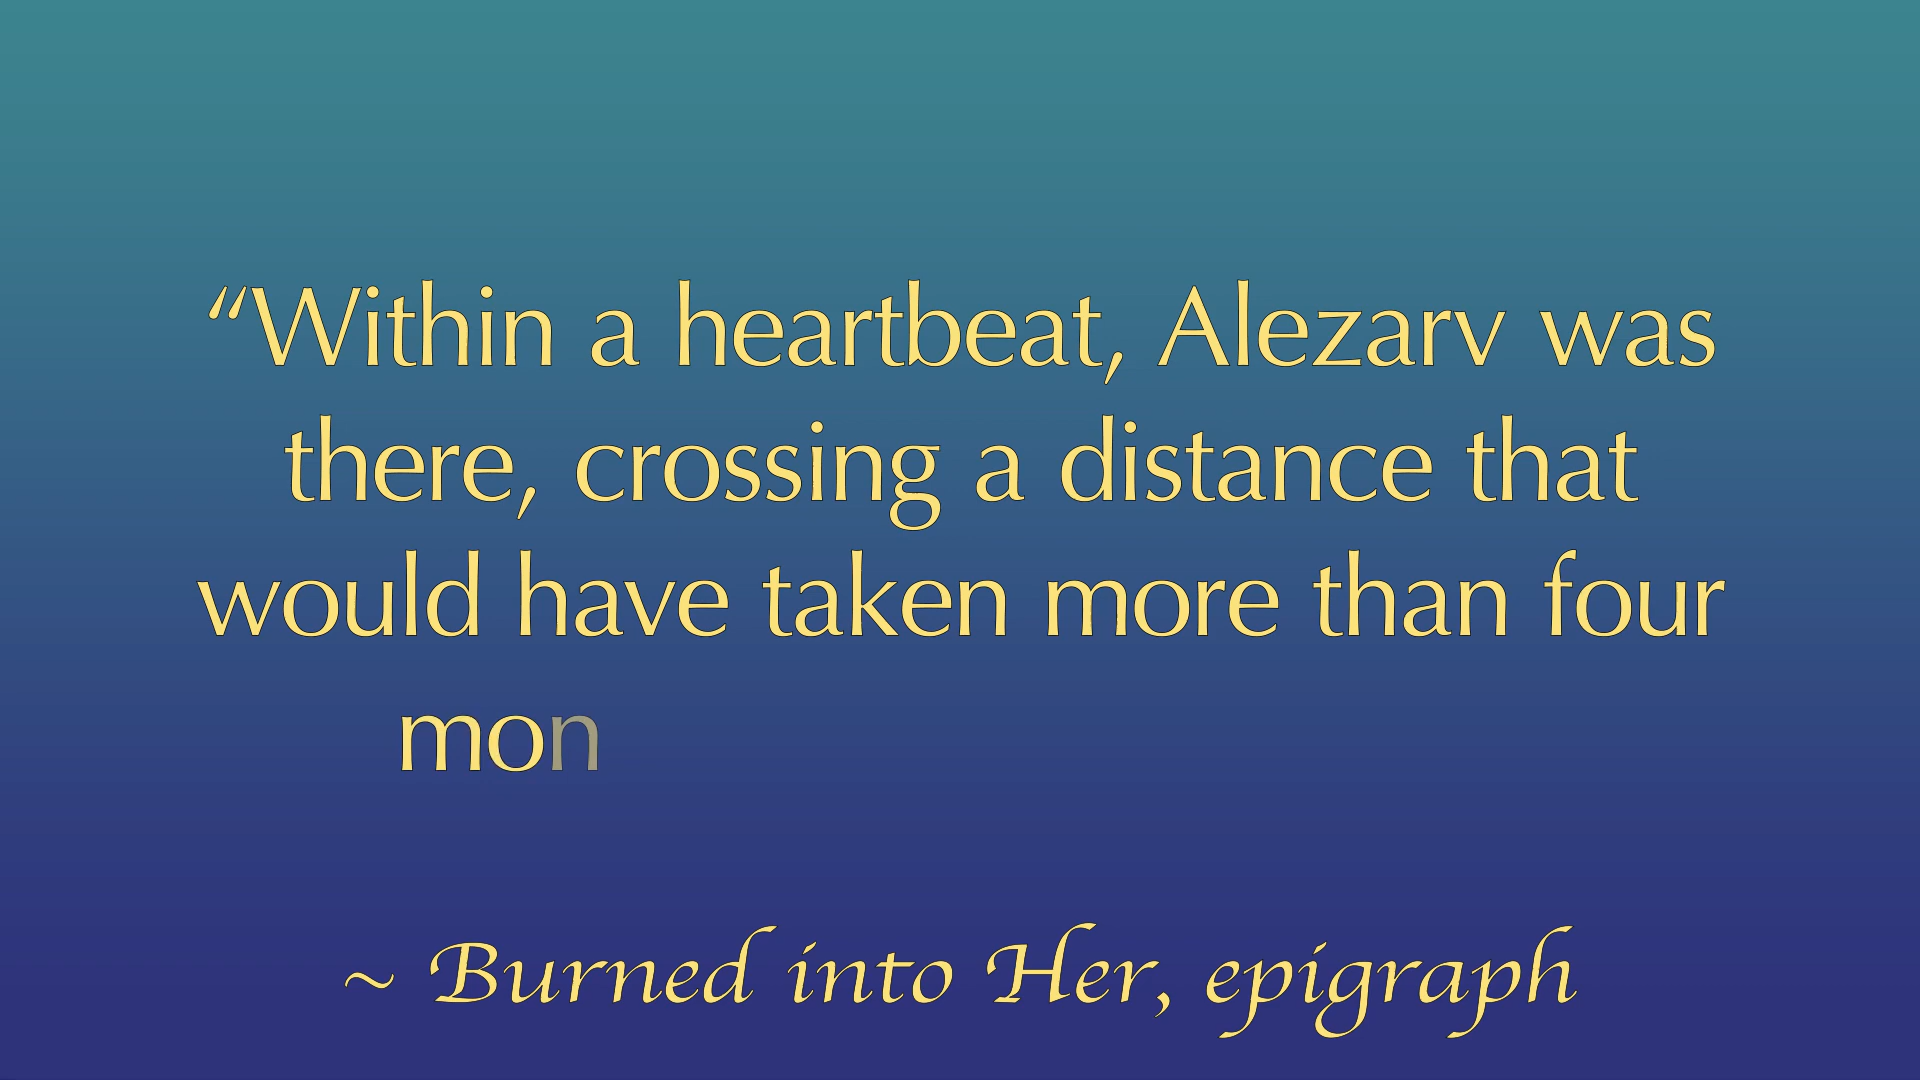 “Within a heartbeat, Alezarv was
there, crossing a distance that
would have taken more than four
mon
~ Burned into Her, epigraph